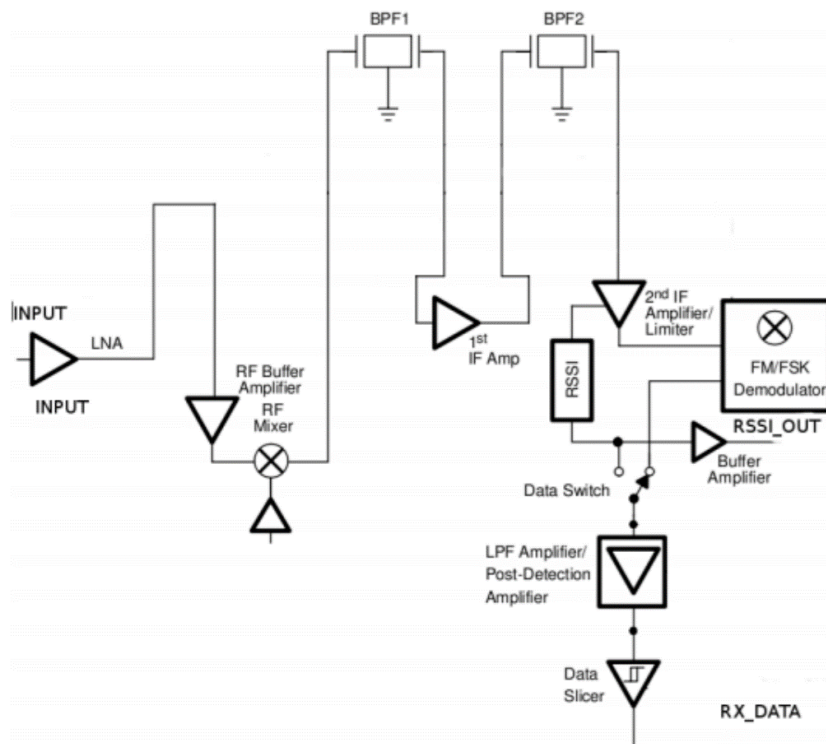 BPF1
BPF2
INPUT
LNA
INPUT
RF Buffer
Amplifier
RF
Mixer
1st
IF Amp
2nd IF
Amplifier/
Limiter
RSSI
FM/FSK
Demodulator
RSSI_OUT
Buffer
Amplifier
Data Switch
LPF Amplifier/
Post-Detection
Amplifier
Data
Slicer
RX_DATA